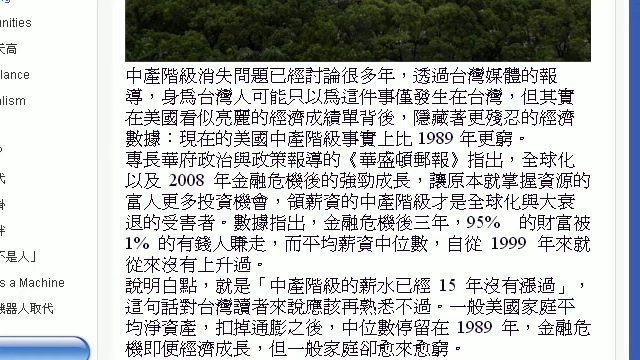 nities
天高
lance
lism
代
不是人」
s a Machine
機器人取代
中產階級消失問題已經討論很多年，透過台灣媒體的報
導，身為台灣人可能只以為這件事僅發生在台灣，但其實
在美國看似亮麗的經濟成績單背後，隱藏著更殘忍的經濟
數據：現在的美國中產階級事實上比 1989 年更窮。
專長華府政治與政策報導的《華盛頓郵報》指出，全球化
以及 2008 年金融危機後的強勁成長，讓原本就掌握資源的
富人更多投資機會，領薪資的中產階級才是全球化與大衰
退的受害者。數據指出，金融危機後三年，95% 的財富被
1% 的有錢人賺走，而平均薪資中位數，自從 1999 年來就
從來沒有上升過。
說明白點，就是「中產階級的薪水已經 15 年沒有漲過」，
這句話對台灣讀者來說應該再熟悉不過。一般美國家庭平
均淨資產，扣掉通膨之後，中位數停留在 1989 年，金融危
機即便經濟成長，但一般家庭卻愈來愈窮。